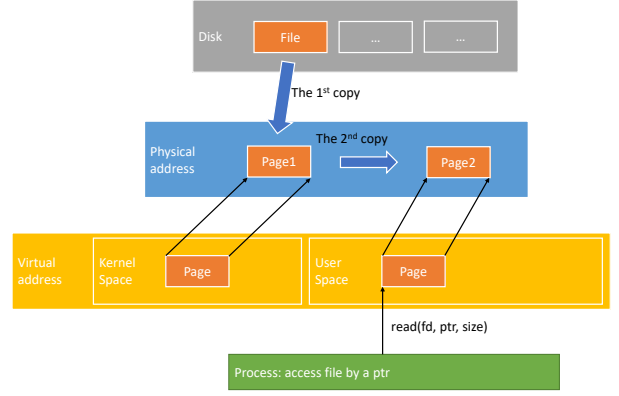 Disk
File
...
...
The 1st copy
The 2nd copy
Physical
address
Page1
Page2
Virtual
address
Kernel
Space
Page
User
Space
Page
read(fd, ptr, size)
Process: access file by a ptr